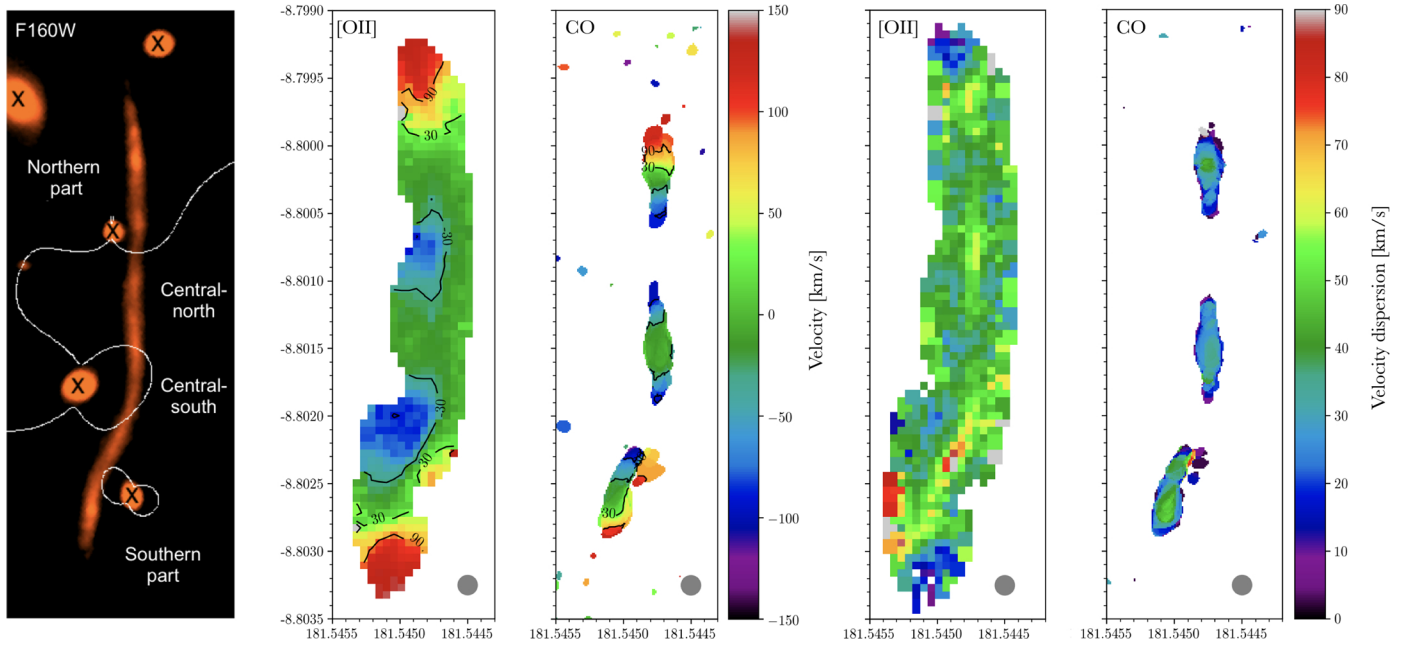 F160W
X
X
Northern
part
X
Central-
north
X
Central-
south
X
Southern
part
-8.7990
-8.7995
-8.8000
-8.8005
-8.8010
-8.8015
-8.8020
-8.8025
-8.8030
-8.8035
[OII]
90
30
-30
-30
30
30
90
181.5455 181.5450 181.5445
CO
90
30
30
181.5455 181.5450 181.5445
150
100
50
0
−50
−100
−150
Velocity [km/s]
[OII]
181.5455 181.5450 181.5445
CO
181.5455 181.5450 181.5445
90
80
70
60
50
40
30
20
10
0
Velocity dispersion [km/s]